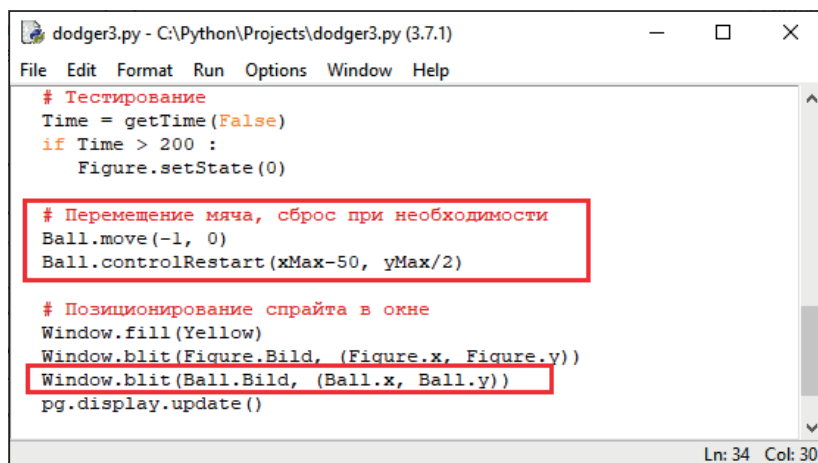 dodger3.py - C:\Python\Projects\dodger3.py (3.7.1)
File Edit Format Run Options Window Help
# Тестирование
Time = getTime(False)
if Time > 200 :
Figure.setState(0)
# Перемещение мяча, сброс при необходимости
Ball.move(-1, 0)
Ball.controlRestart(xMax-50, yMax/2)
# Позиционирование спрайта в окне
Window.fill(Yellow)
Window.blit(Figure.Bild, (Figure.x, Figure.y))
Window.blit(Ball.Bild, (Ball.x, Ball.y))
pg.display.update()
Ln: 34 Col: 30